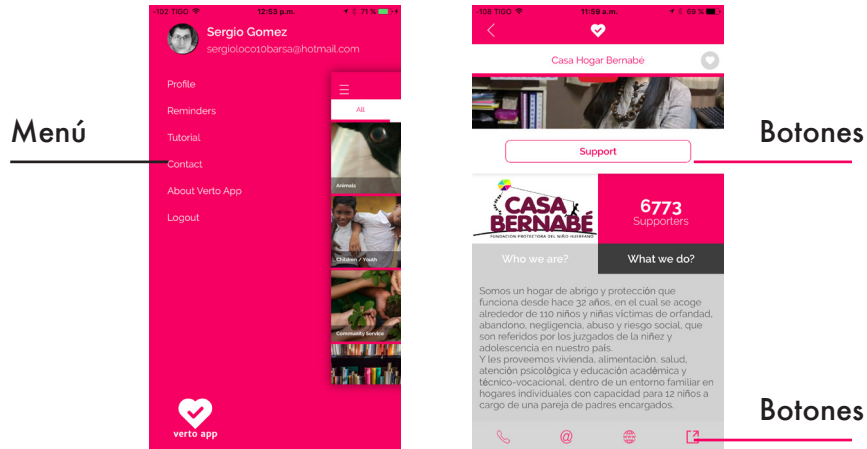 Menú
-102 TIGO 12:53 p.m. 71 %
Sergio Gomez
sergioloco10barsa@hotmail.com
Profile
Reminders
Tutorial
Contact
About Verto App
Logout
All
Animals
Children / Youth
Community Service
verto app
-108 TIGO 11:58 a.m. 69 %
Casa Hogar Bernabé
Support
Botones
CASA
BERNABÉ
FUNDACION PROTECTORA DEL NIÑO HUERFANO
6773
Supporters
Who we are?
What we do?
Somos un hogar de abrigo y protección que
funciona desde hace 32 años, en el cual se acoge
alrededor de 110 niños y niñas víctimas de orfandad,
abandono, negligencia, abuso y riesgo social, que
son referidos por los juzgados de la niñez y
adolescencia en nuestro país.
Y les proveemos vivienda, alimentación, salud,
atención psicológica y educación académica y
técnico-vocacional, dentro de un entorno familiar en
hogares individuales con capacidad para 12 niños a
cargo de una pareja de padres encargados.
@
www
Botones